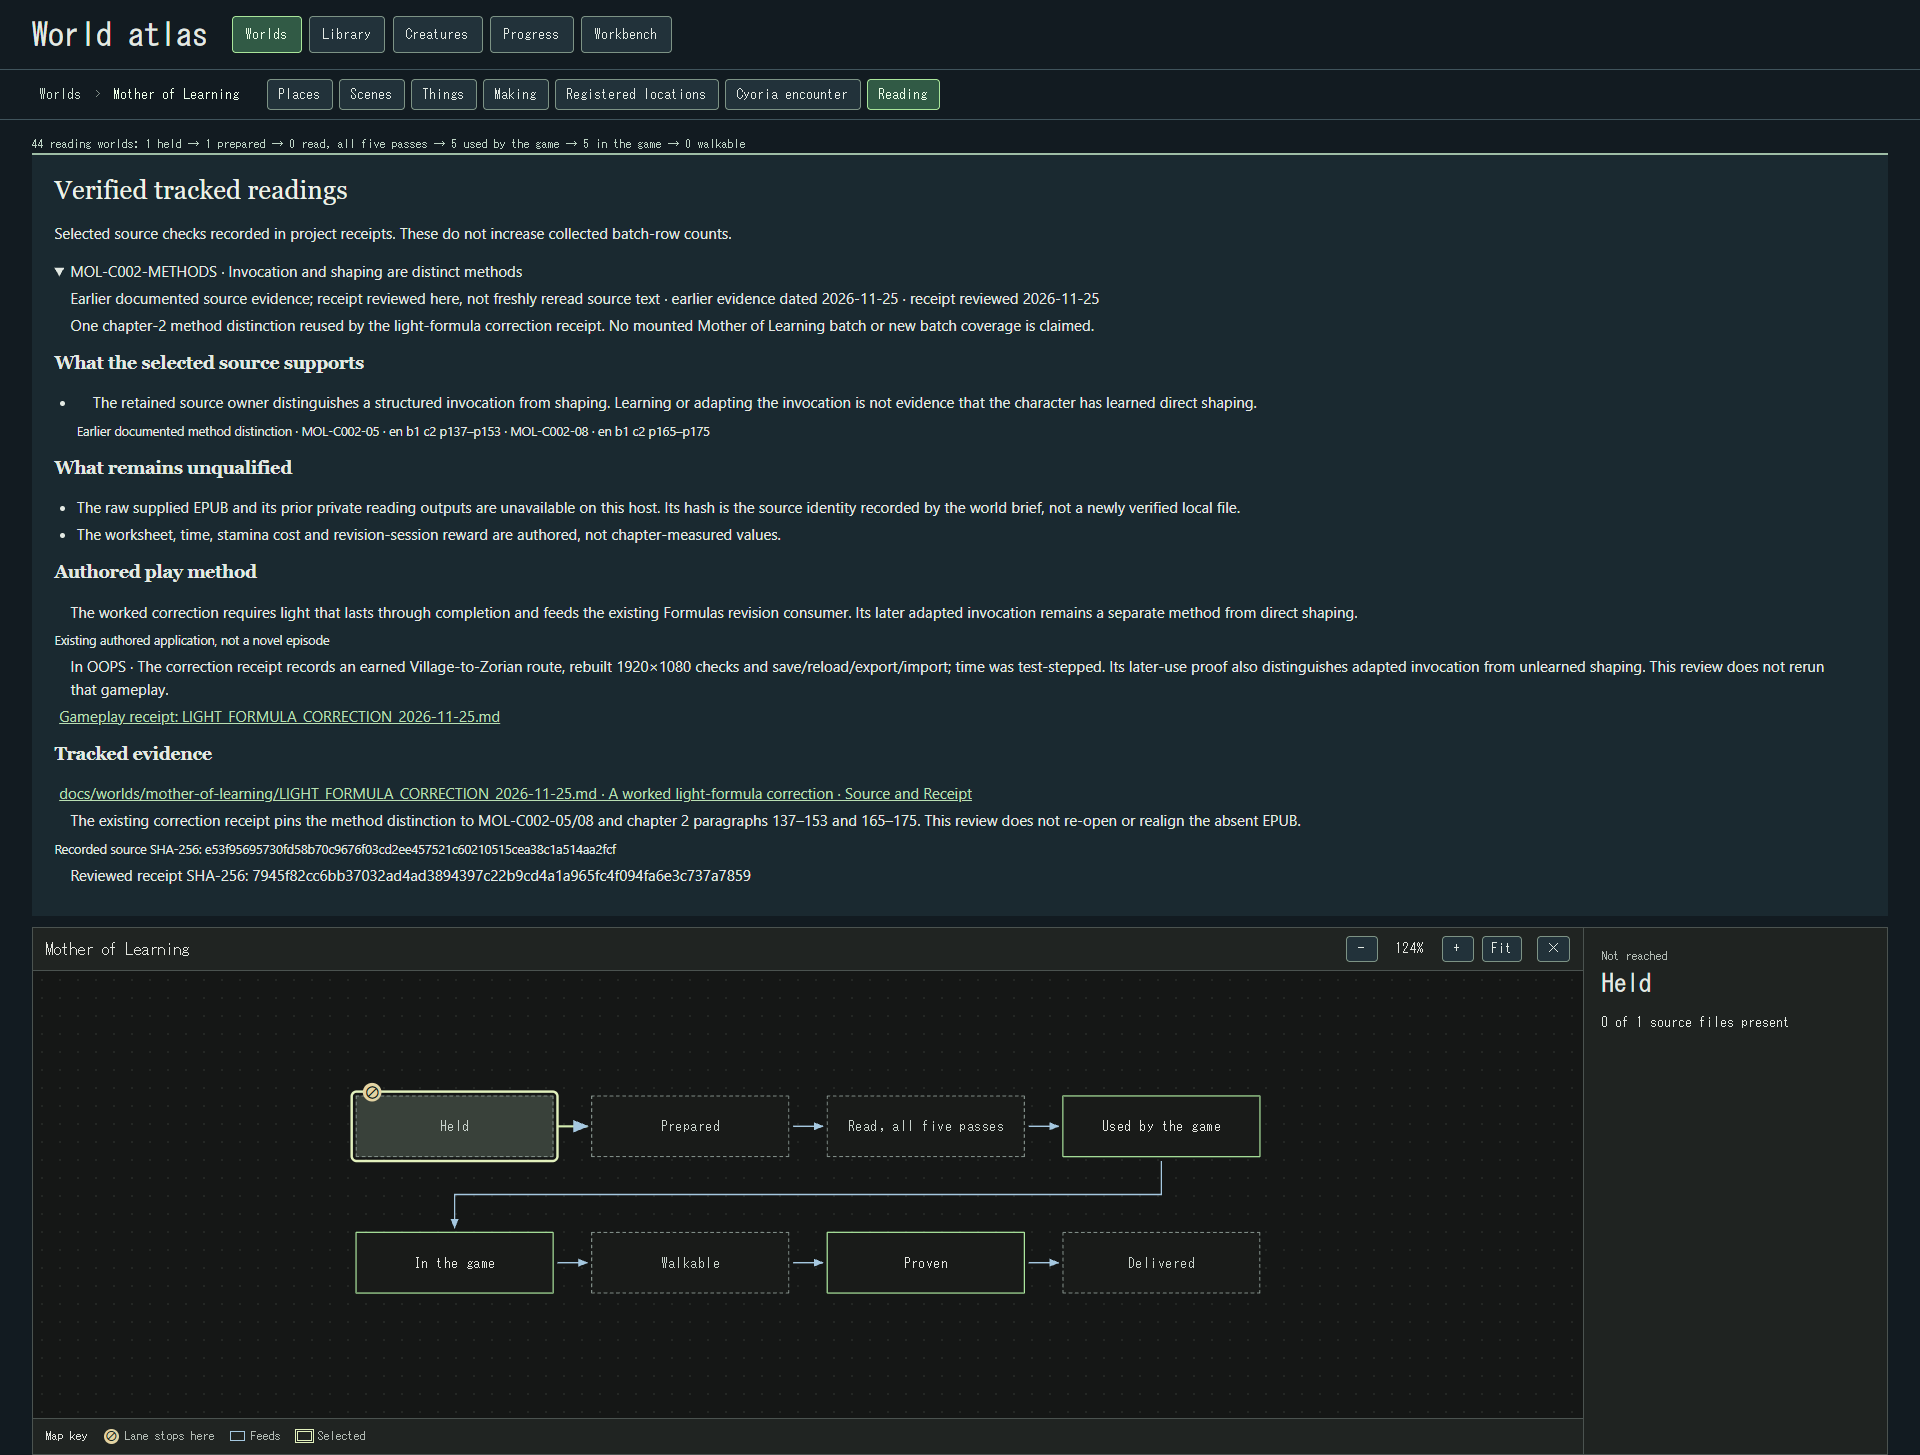 World atlas
Worlds
Library
Creatures
Progress
Workbench
Worlds > Mother of Learning
Places
Scenes
Things
Making
Registered locations
Cyoria encounter
Reading
44 reading worlds: 1 held → 1 prepared → 0 read, all five passes → 5 used by the game → 5 in the game → 0 walkable
Verified tracked readings
Selected source checks recorded in project receipts. These do not increase collected batch-row counts.
▼ MOL-C002-METHODS · Invocation and shaping are distinct methods
Earlier documented source evidence; receipt reviewed here, not freshly reread source text · earlier evidence dated 2026-11-25 · receipt reviewed 2026-11-25
One chapter-2 method distinction reused by the light-formula correction receipt. No mounted Mother of Learning batch or new batch coverage is claimed.
What the selected source supports
• The retained source owner distinguishes a structured invocation from shaping. Learning or adapting the invocation is not evidence that the character has learned direct shaping.
Earlier documented method distinction · MOL-C002-05 · en b1 c2 p137–p153 · MOL-C002-08 · en b1 c2 p165–p175
What remains unqualified
• The raw supplied EPUB and its prior private reading outputs are unavailable on this host. Its hash is the source identity recorded by the world brief, not a newly verified local file.
• The worksheet, time, stamina cost and revision-session reward are authored, not chapter-measured values.
Authored play method
The worked correction requires light that lasts through completion and feeds the existing Formulas revision consumer. Its later adapted invocation remains a separate method from direct shaping.
Existing authored application, not a novel episode
In OOPS · The correction receipt records an earned Village-to-Zorian route, rebuilt 1920×1080 checks and save/reload/export/import; time was test-stepped. Its later-use proof also distinguishes adapted invocation from unlearned shaping. This review does not rerun
that gameplay.
Gameplay receipt: LIGHT_FORMULA_CORRECTION_2026-11-25.md
Tracked evidence
docs/worlds/mother-of-learning/LIGHT_FORMULA_CORRECTION_2026-11-25.md · A worked light-formula correction · Source and Receipt
The existing correction receipt pins the method distinction to MOL-C002-05/08 and chapter 2 paragraphs 137–153 and 165–175. This review does not re-open or realign the absent EPUB.
Recorded source SHA-256: e53f95695730fd58b70c9676f03cd2ee457521c60210515cea38c1a514aa2fcf
Reviewed receipt SHA-256: 7945f82cc6bb37032ad4ad3894397c22b9cd4a1a965fc4f094fa6e3c737a7859
Mother of Learning
-
124%
+
Fit
×
Held
Prepared
Read, all five passes
Used by the game
In the game
Walkable
Proven
Delivered
Map key
Lane stops here
Feeds
Selected
Not reached
Held
0 of 1 source files present